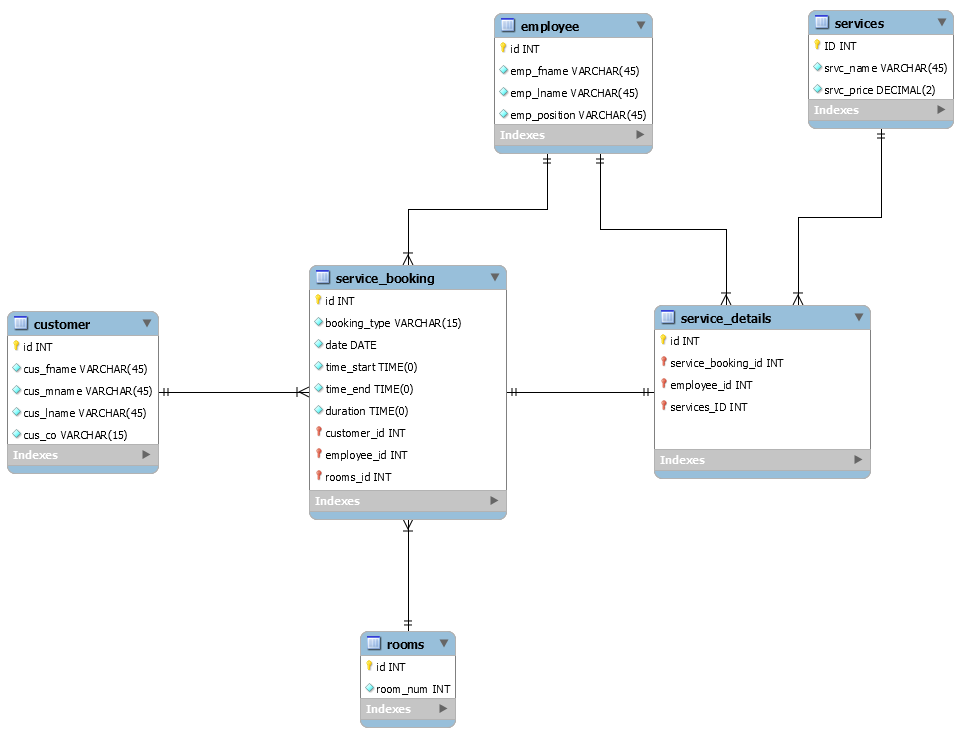 employee
id INT
emp_fname VARCHAR(45)
emp_lname VARCHAR(45)
emp_position VARCHAR(45)
Indexes
services
ID INT
srvc_name VARCHAR(45)
srvc_price DECIMAL(2)
Indexes
service_booking
id INT
booking_type VARCHAR(15)
date DATE
time_start TIME(0)
time_end TIME(0)
duration TIME(0)
customer_id INT
employee_id INT
rooms_id INT
Indexes
customer
id INT
cus_fname VARCHAR(45)
cus_mname VARCHAR(45)
cus_lname VARCHAR(45)
cus_co VARCHAR(15)
Indexes
service_details
id INT
service_booking_id INT
employee_id INT
services_ID INT
Indexes
rooms
id INT
room_num INT
Indexes